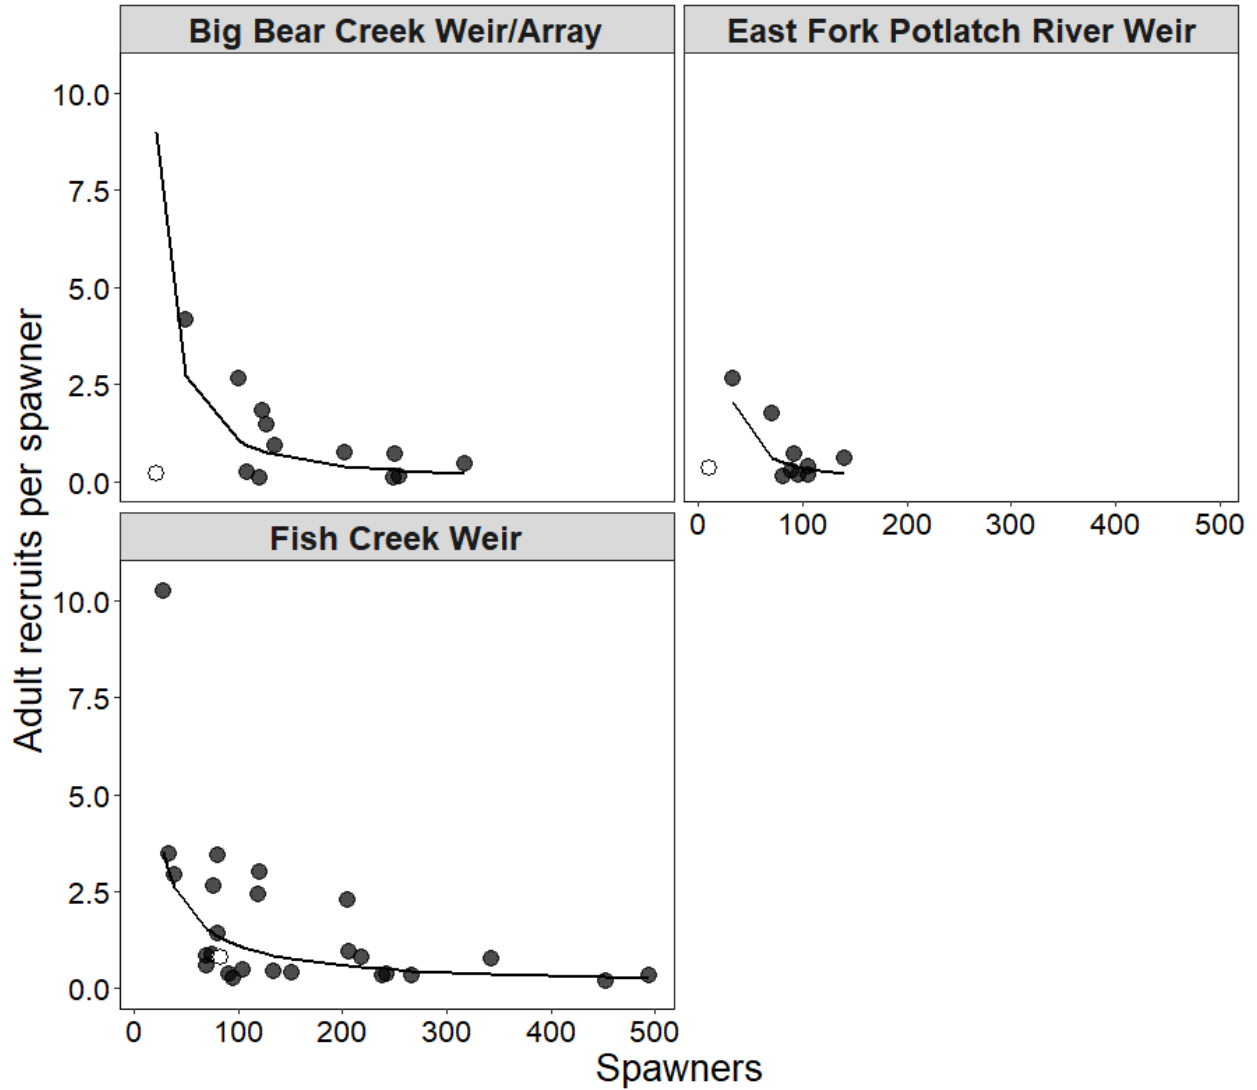 Big Bear Creek Weir/Array
East Fork Potlatch River Weir
10.0
7.5
5.0
2.5
0.0
0 100 200 300 400 500
Fish Creek Weir
10.0
7.5
5.0
2.5
0.0
0 100 200 300 400 500
Adult recruits per spawner
Spawners